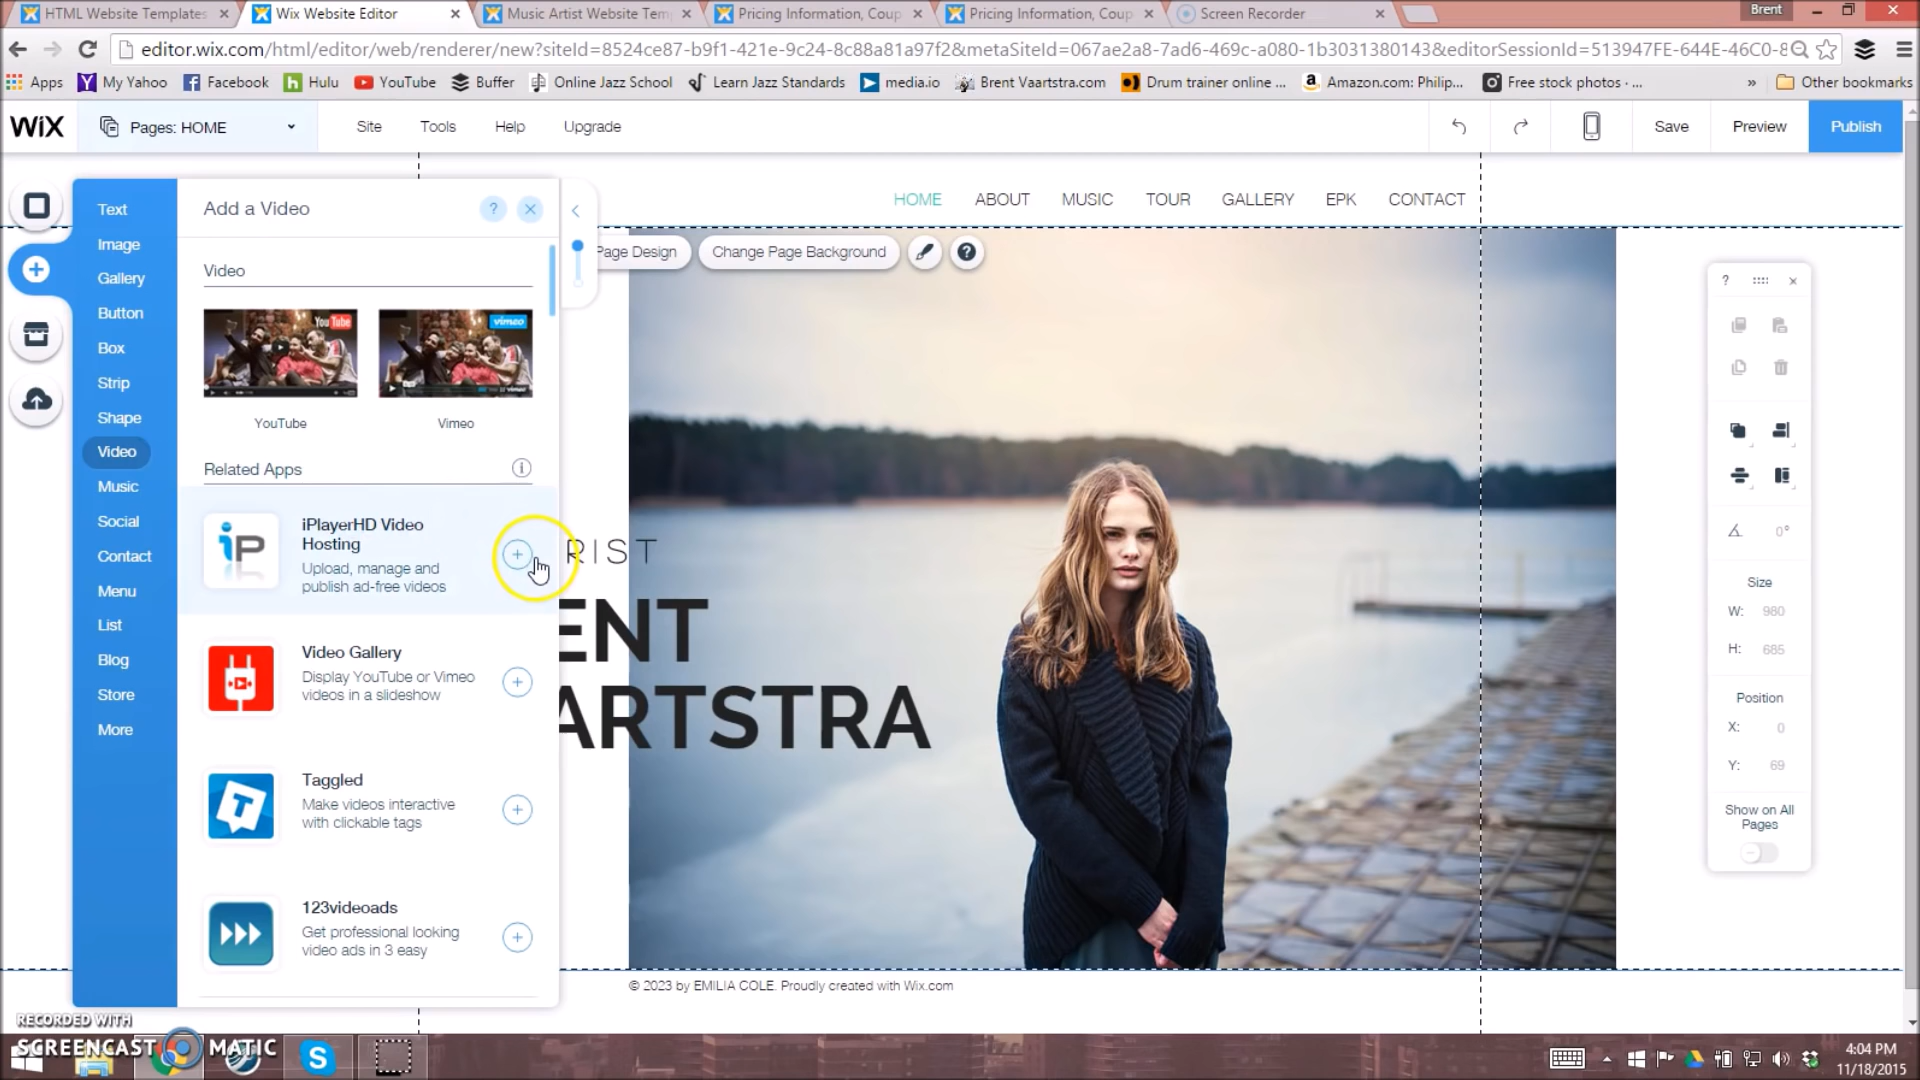 HTML Website Templates
Wix Website Editor
Music Artist Website Tem
Pricing Information, Coup
Pricing Information, Coup
Screen Recorder
Brent
editor.wix.com/html/editor/web/renderer/new?siteId=8524ce87-b9f1-421e-9c24-8c88a81a97f2&metaSiteId=067ae2a8-7ad6-469c-a080-1b3031380143&editorSessionId=513947FE-644E-46C0-8
Apps
My Yahoo
Facebook
Hulu
YouTube
Buffer
Online Jazz School
Learn Jazz Standards
media.io
Brent Vaartstra.com
Drum trainer online ...
Amazon.com: Philip...
Free stock photos - ...
»
Other bookmarks
WiX
Pages: HOME
Site
Tools
Help
Upgrade
Save
Preview
Publish
Text
Image
Gallery
Button
Box
Strip
Shape
Video
Music
Social
Contact
Menu
List
Blog
Store
More
Add a Video
?
Video
YouTube
vimeo
YouTube
Vimeo
Related Apps
i
iP
iPlayerHD Video
Hosting
Upload, manage and
publish ad-free videos
Video Gallery
Display YouTube or Vimeo
videos in a slideshow
T
Taggled
Make videos interactive
with clickable tags
123videoads
Get professional looking
video ads in 3 easy
HOME
ABOUT
MUSIC
TOUR
GALLERY
EPK
CONTACT
Page Design
Change Page Background
?
RIST
ENT
ARTSTRA
© 2023 by EMILIA COLE. Proudly created with Wix.com
?
0°
Size
W: 980
H: 685
Position
X: 0
Y: 69
Show on All
Pages
RECORDED WITH
SCREENCAST MATIC
4:04 PM
11/18/2015